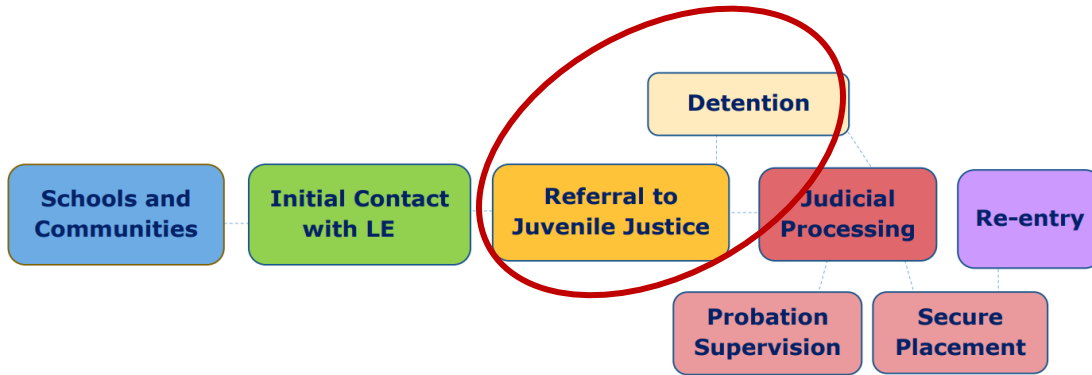 Detention
Schools and
Communities
Initial Contact
with LE
Referral to
Juvenile Justice
Judicial
Processing
Re-entry
Probation
Supervision
Secure
Placement